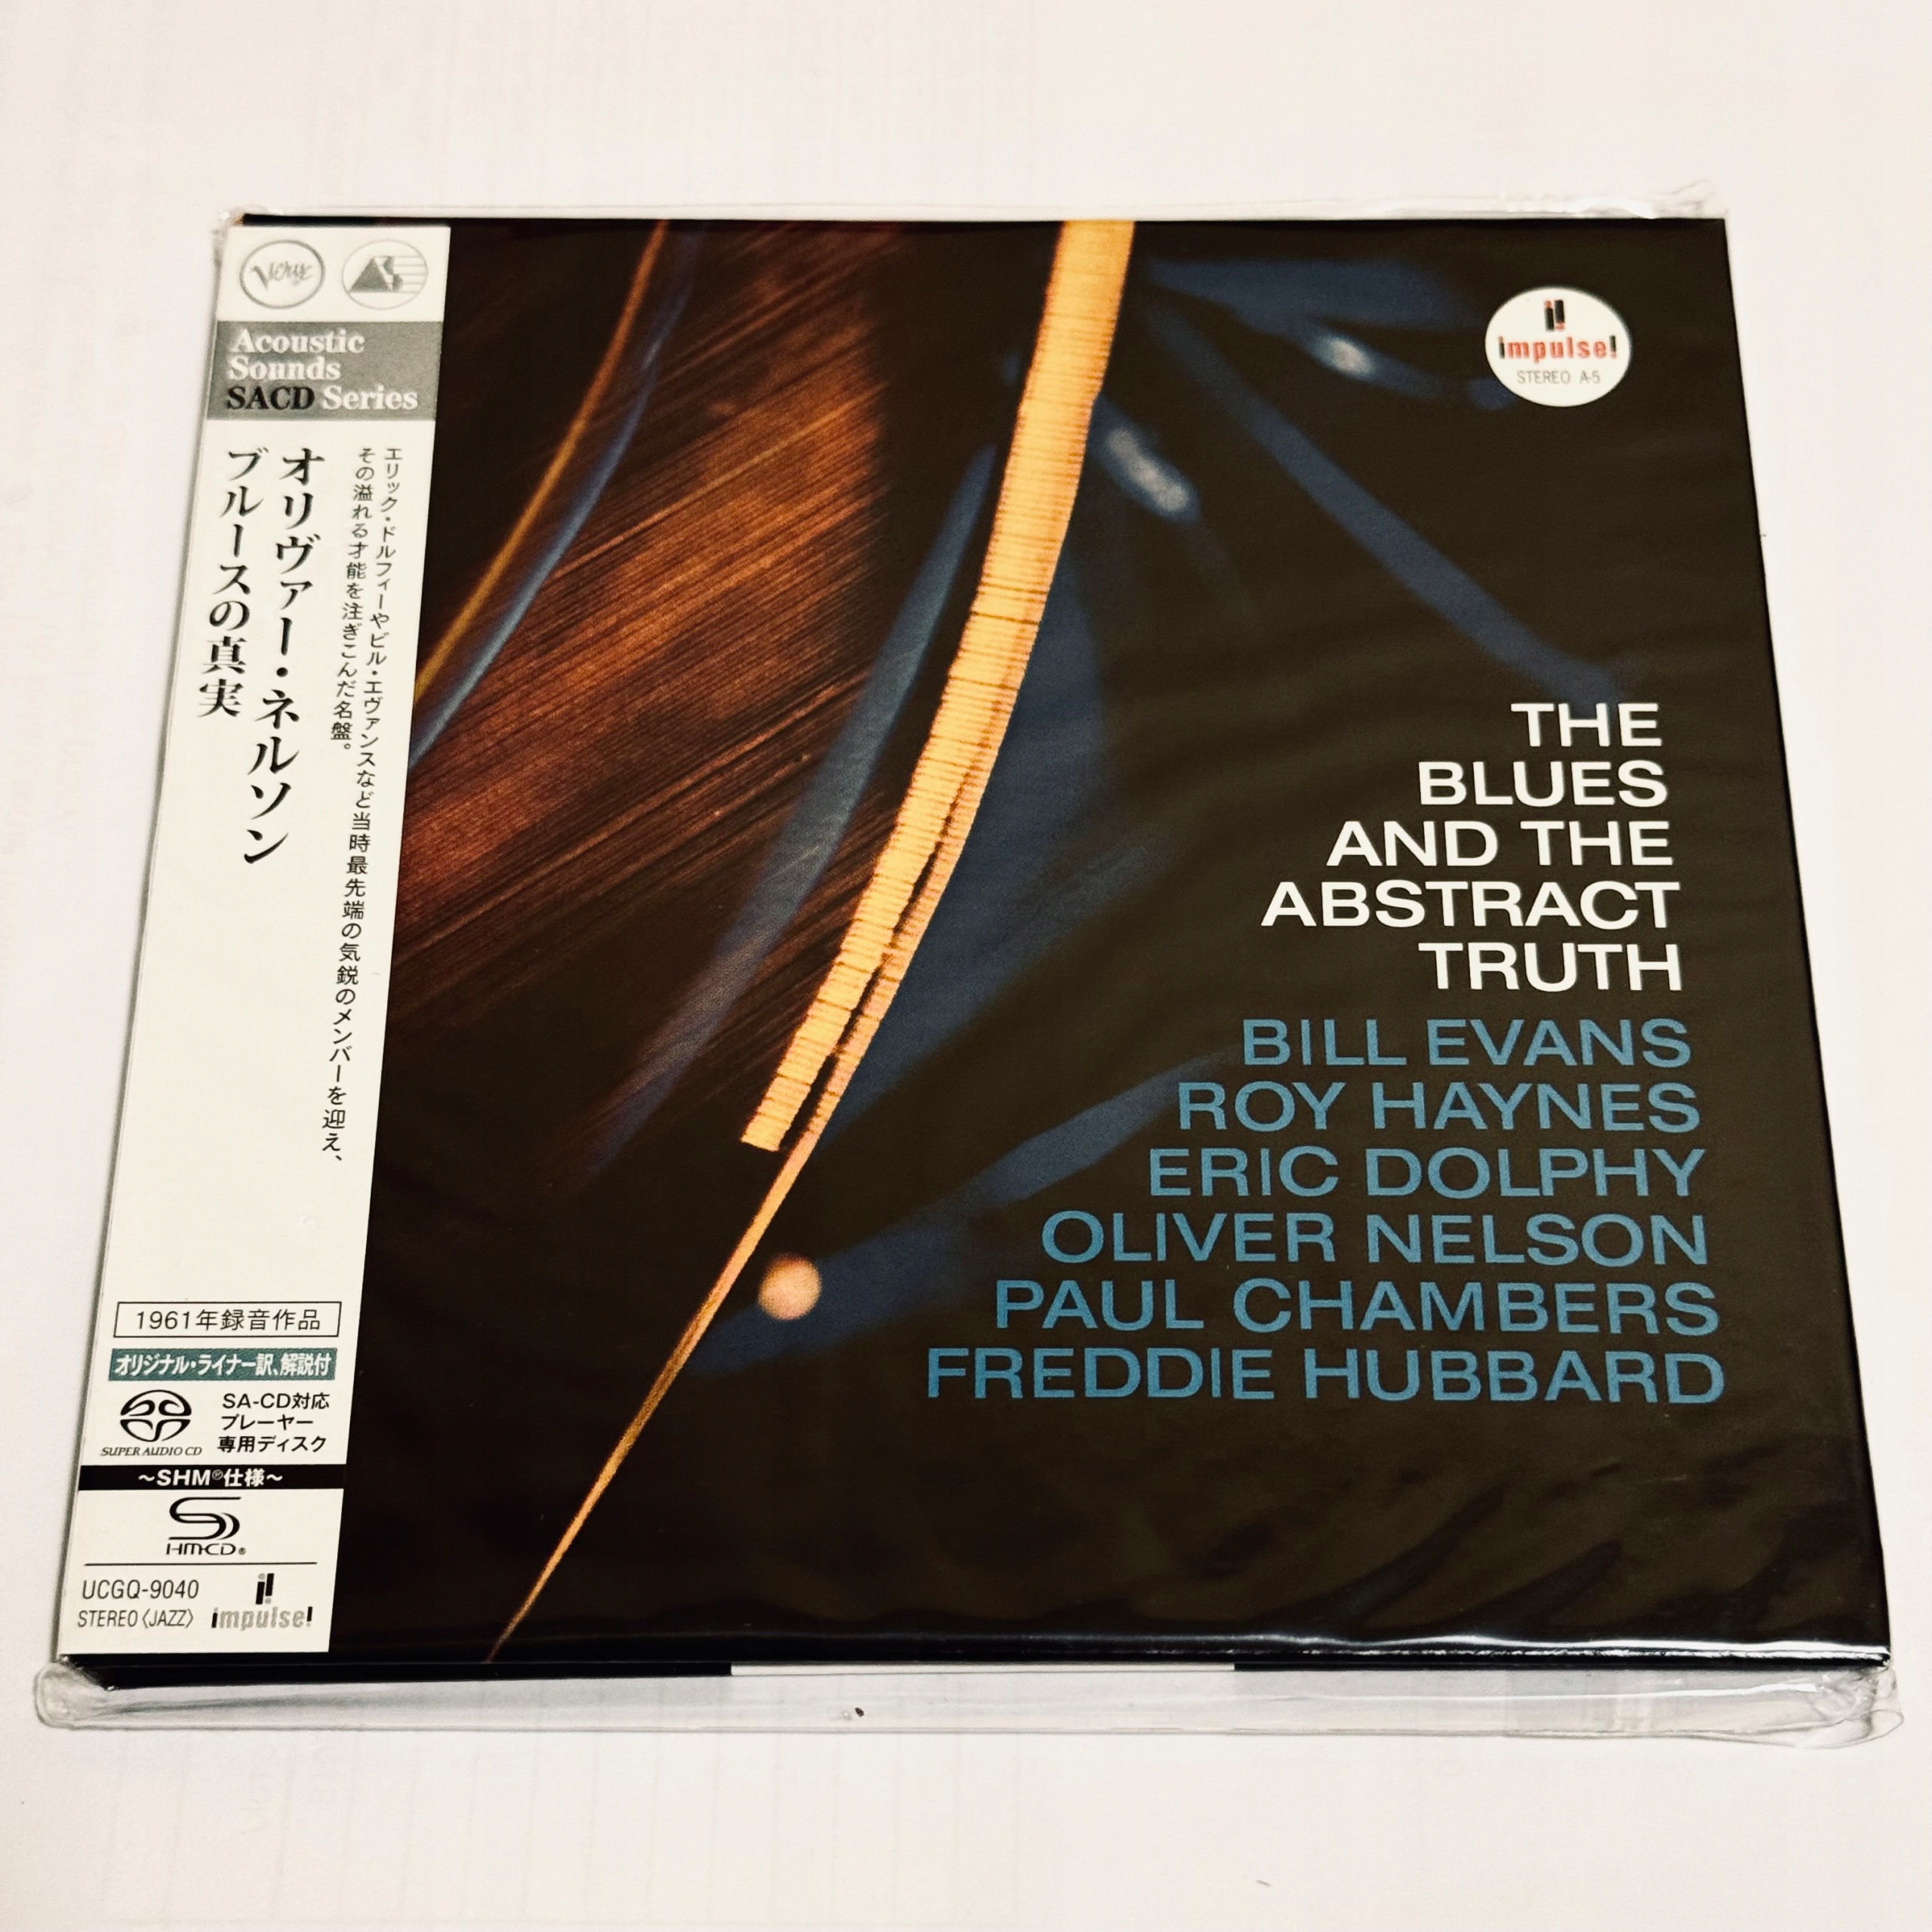 Verve
AS
Acoustic
Sounds
SACD Series
エリック・ドルフィーやビル・エヴァンスなど当時最先端の気鋭のメンバーを迎え、
その溢れる才能を注ぎこんだ名盤。
オリヴァー・ネルソン
ブルースの真実
1961年録音作品
オリジナル・ライナー訳、解説付
SUPER AUDIO CD
SA-CD対応
プレーヤー
専用ディスク
~SHM®仕様~
SHM-CD®
UCGQ-9040
STEREO〈JAZZ〉
impulse!
impulse!
STEREO A-5
THE
BLUES
AND THE
ABSTRACT
TRUTH
BILL EVANS
ROY HAYNES
ERIC DOLPHY
OLIVER NELSON
PAUL CHAMBERS
FREDDIE HUBBARD